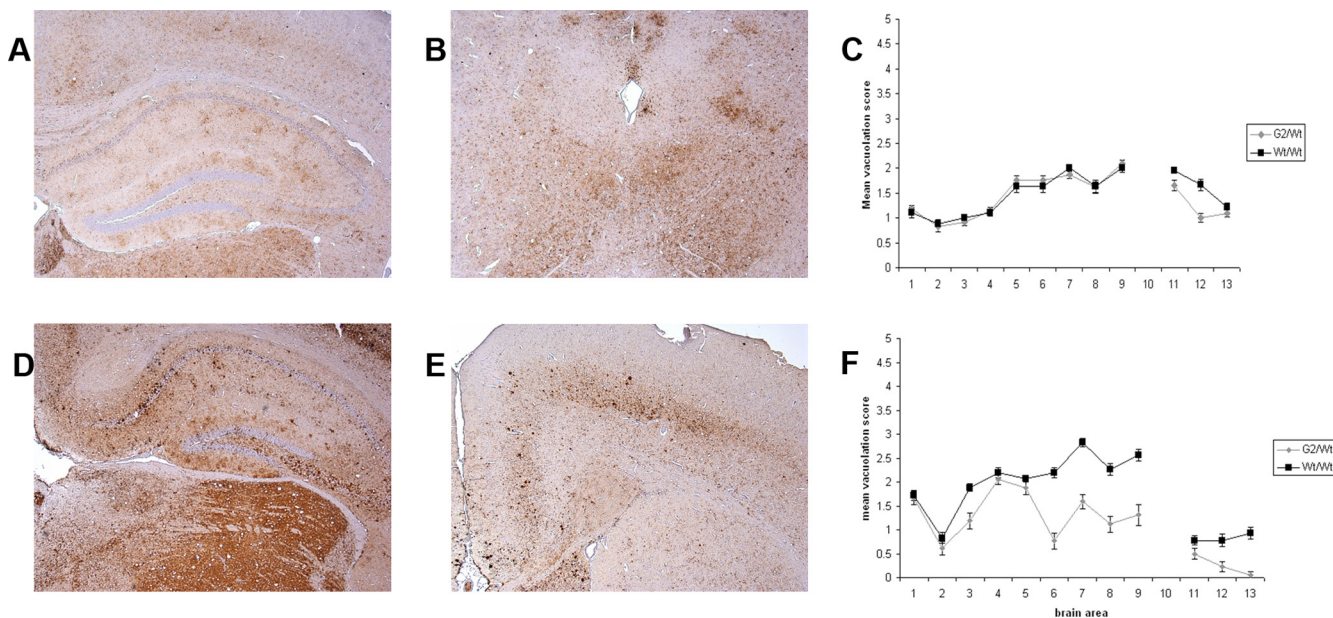 A
B
C
5
4.5
4
3.5
3
2.5
2
1.5
1
0.5
0
Mean vacuolation score
1 2 3 4 5 6 7 8 9 10 11 12 13
G2/Wt
Wt/Wt
D
E
F
5
4.5
4
3.5
3
2.5
2
1.5
1
0.5
0
mean vacuolation score
1 2 3 4 5 6 7 8 9 10 11 12 13
brain area
G2/Wt
Wt/Wt